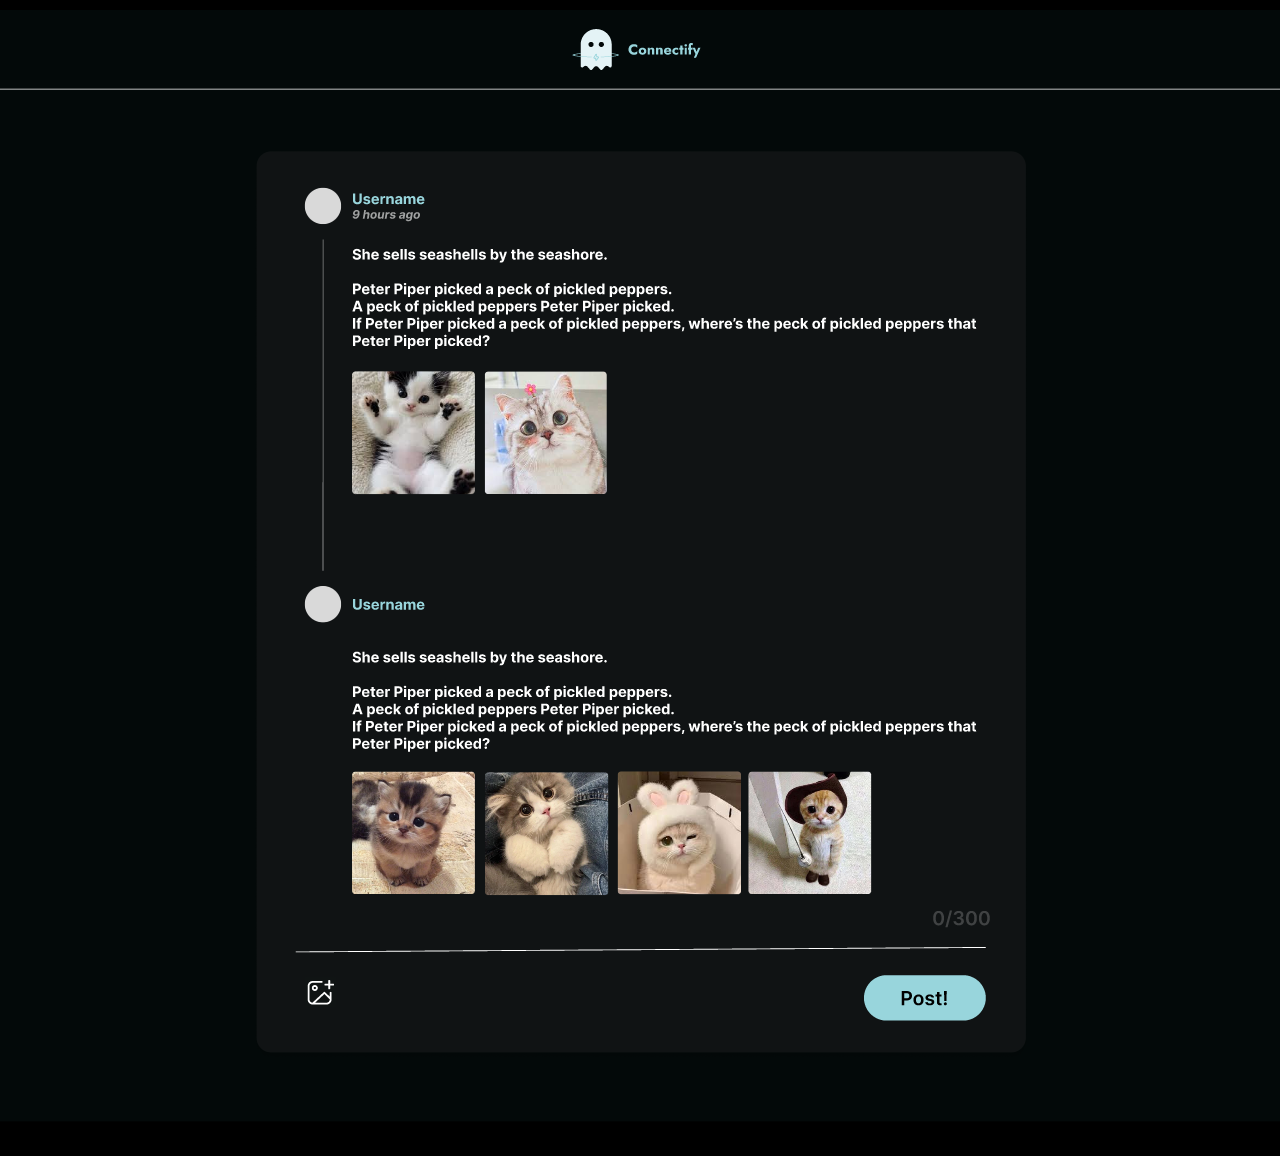 Connectify
Username
9 hours ago
She sells seashells by the seashore.
Peter Piper picked a peck of pickled peppers.
A peck of pickled peppers Peter Piper picked.
If Peter Piper picked a peck of pickled peppers, where’s the peck of pickled peppers that
Peter Piper picked?
Username
She sells seashells by the seashore.
Peter Piper picked a peck of pickled peppers.
A peck of pickled peppers Peter Piper picked.
If Peter Piper picked a peck of pickled peppers, where’s the peck of pickled peppers that
Peter Piper picked?
0/300
Post!